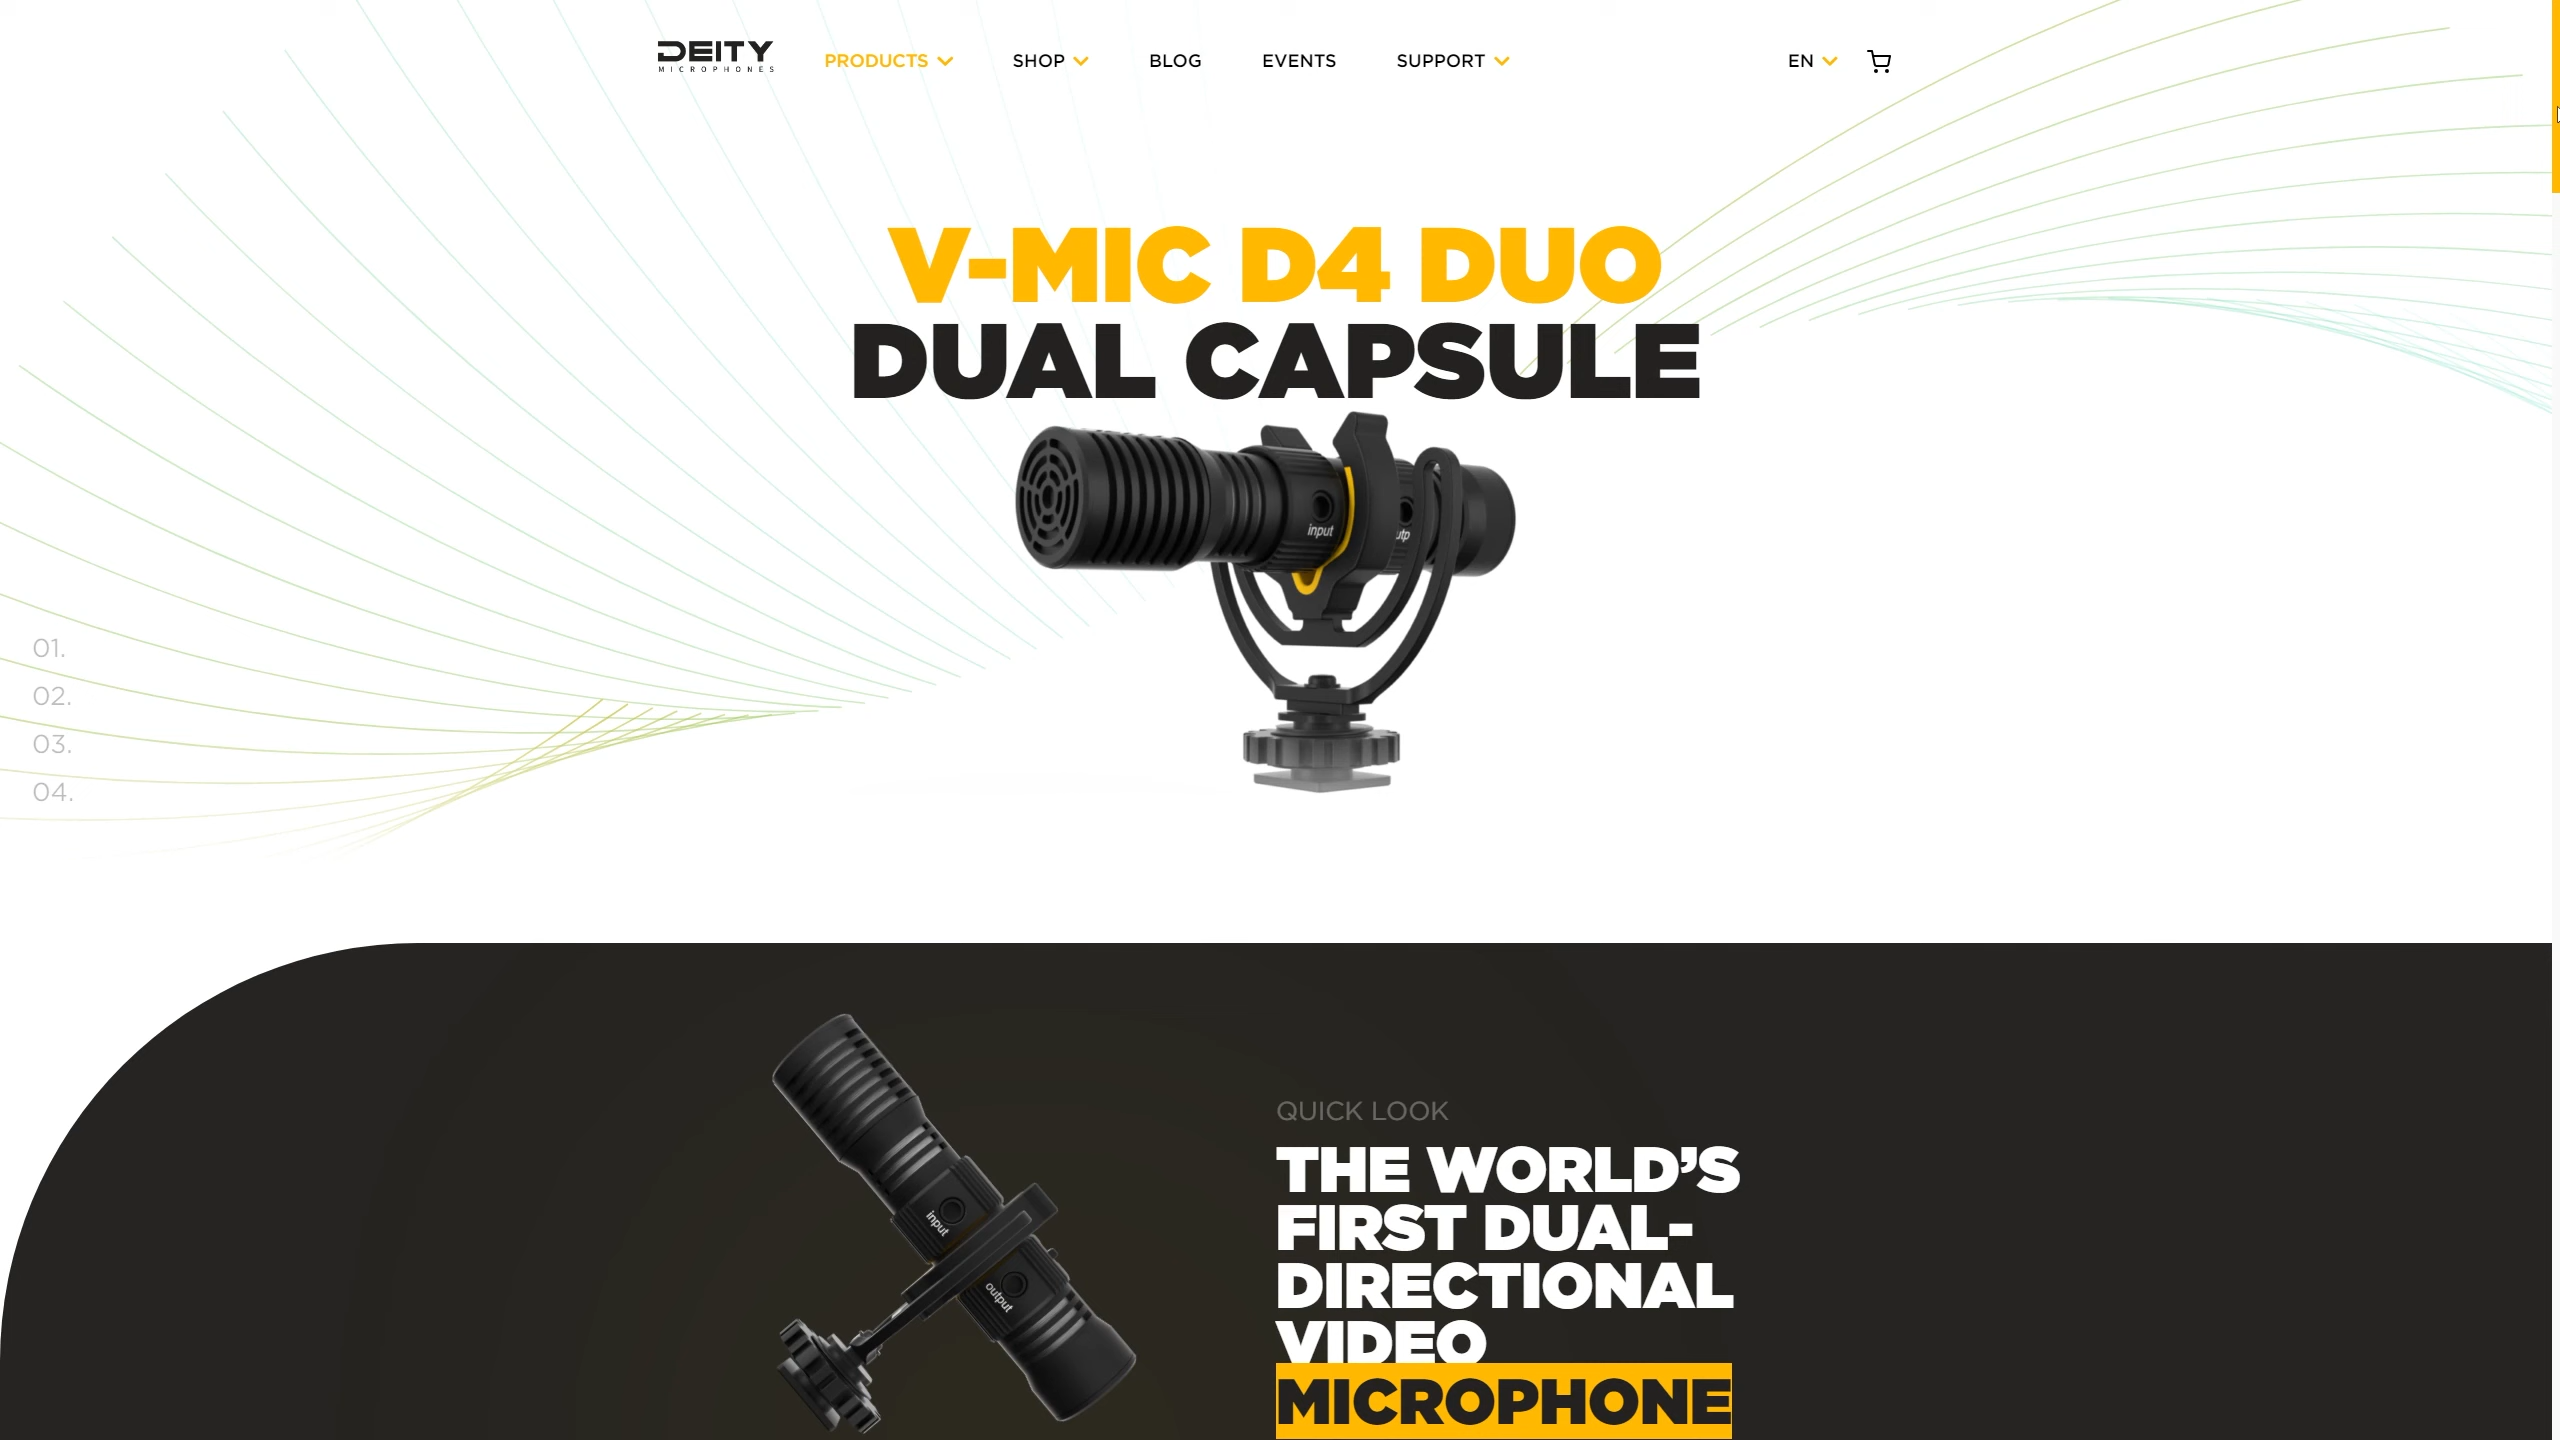 DEITY
MICROPHONES
PRODUCTS
SHOP
BLOG
EVENTS
SUPPORT
EN
V-MIC D4 DUO
DUAL CAPSULE
input
utp
01.
02.
03.
04.
input
output
QUICK LOOK
THE WORLD’S
FIRST DUAL-
DIRECTIONAL
VIDEO
MICROPHONE